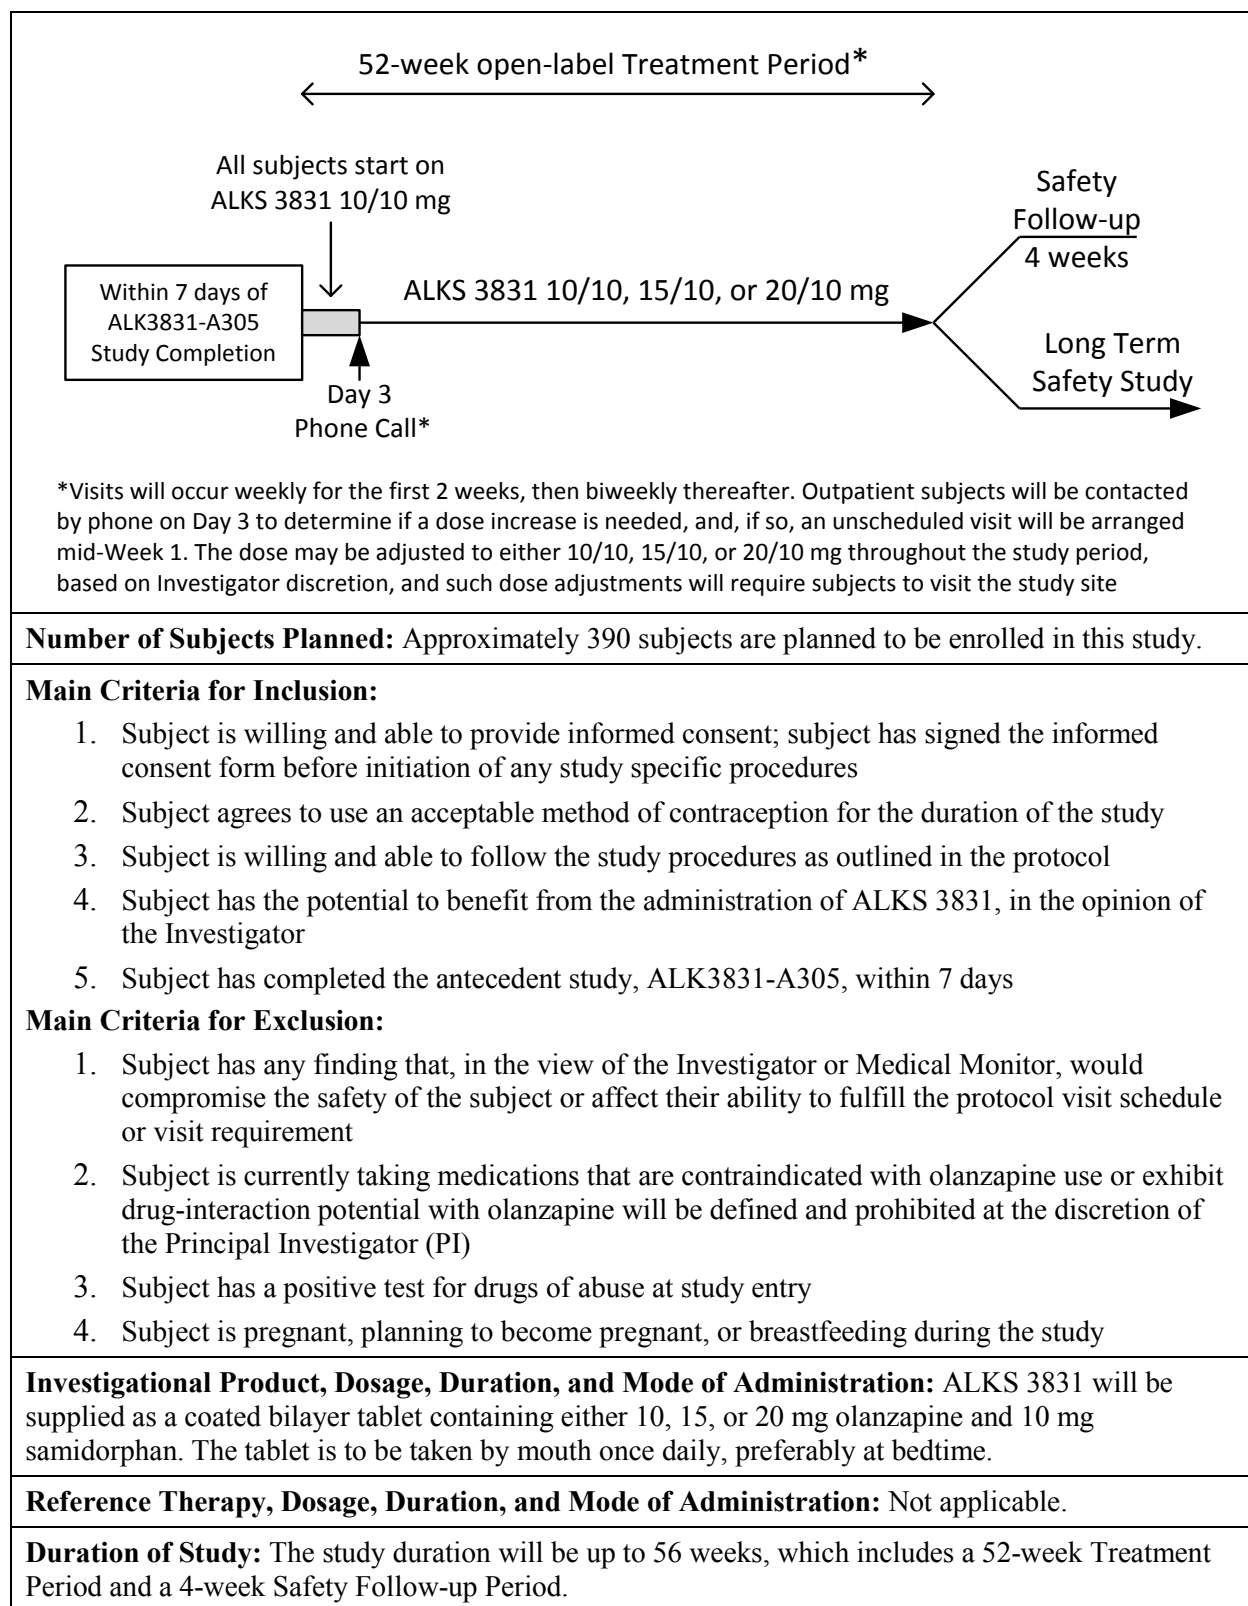 52-week open-label Treatment Period*
All subjects start on
ALKS 3831 10/10 mg
Safety
Follow-up
4 weeks
Within 7 days of
ALK3831-A305
Study Completion
ALKS 3831 10/10, 15/10, or 20/10 mg
Long Term
Safety Study
Day 3
Phone Call*
*Visits will occur weekly for the first 2 weeks, then biweekly thereafter. Outpatient subjects will be contacted
by phone on Day 3 to determine if a dose increase is needed, and, if so, an unscheduled visit will be arranged
mid-Week 1. The dose may be adjusted to either 10/10, 15/10, or 20/10 mg throughout the study period,
based on Investigator discretion, and such dose adjustments will require subjects to visit the study site
Number of Subjects Planned: Approximately 390 subjects are planned to be enrolled in this study.
Main Criteria for Inclusion:
1. Subject is willing and able to provide informed consent; subject has signed the informed
consent form before initiation of any study specific procedures
2. Subject agrees to use an acceptable method of contraception for the duration of the study
3. Subject is willing and able to follow the study procedures as outlined in the protocol
4. Subject has the potential to benefit from the administration of ALKS 3831, in the opinion of
the Investigator
5. Subject has completed the antecedent study, ALK3831-A305, within 7 days
Main Criteria for Exclusion:
1. Subject has any finding that, in the view of the Investigator or Medical Monitor, would
compromise the safety of the subject or affect their ability to fulfill the protocol visit schedule
or visit requirement
2. Subject is currently taking medications that are contraindicated with olanzapine use or exhibit
drug-interaction potential with olanzapine will be defined and prohibited at the discretion of
the Principal Investigator (PI)
3. Subject has a positive test for drugs of abuse at study entry
4. Subject is pregnant, planning to become pregnant, or breastfeeding during the study
Investigational Product, Dosage, Duration, and Mode of Administration: ALKS 3831 will be
supplied as a coated bilayer tablet containing either 10, 15, or 20 mg olanzapine and 10 mg
samidorphan. The tablet is to be taken by mouth once daily, preferably at bedtime.
Reference Therapy, Dosage, Duration, and Mode of Administration: Not applicable.
Duration of Study: The study duration will be up to 56 weeks, which includes a 52-week Treatment
Period and a 4-week Safety Follow-up Period.